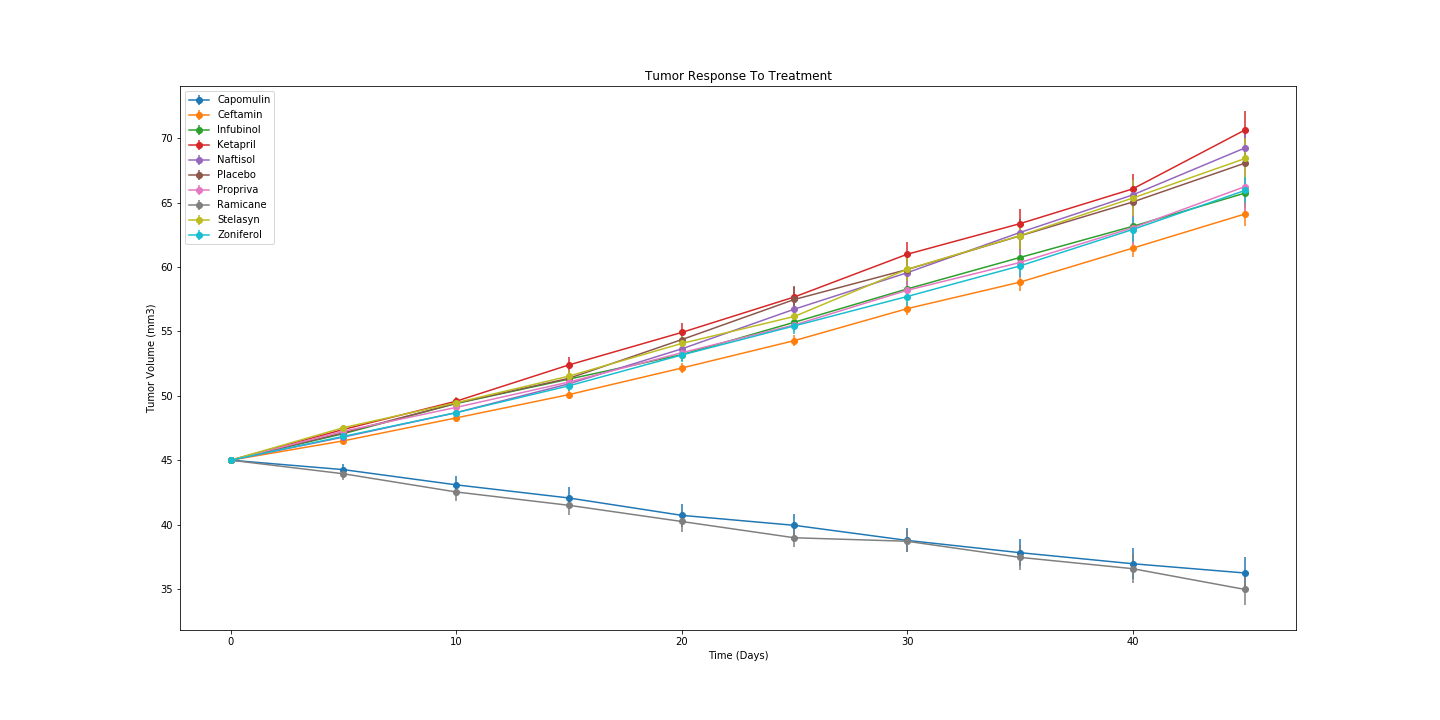 Tumor Response To Treatment
Capomulin
Ceftamin
Infubinol
Ketapril
Naftisol
Placebo
Propriva
Ramicane
Stelasyn
Zoniferol
Tumor Volume (mm3)
70
65
60
55
50
45
40
35
0
10
20
30
40
Time (Days)